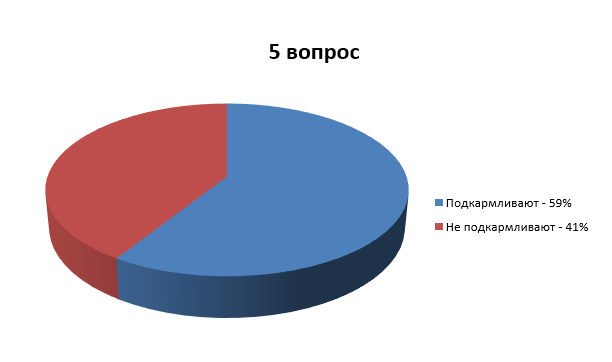 5 вопрос
Подкармливают - 59%
Не подкармливают - 41%